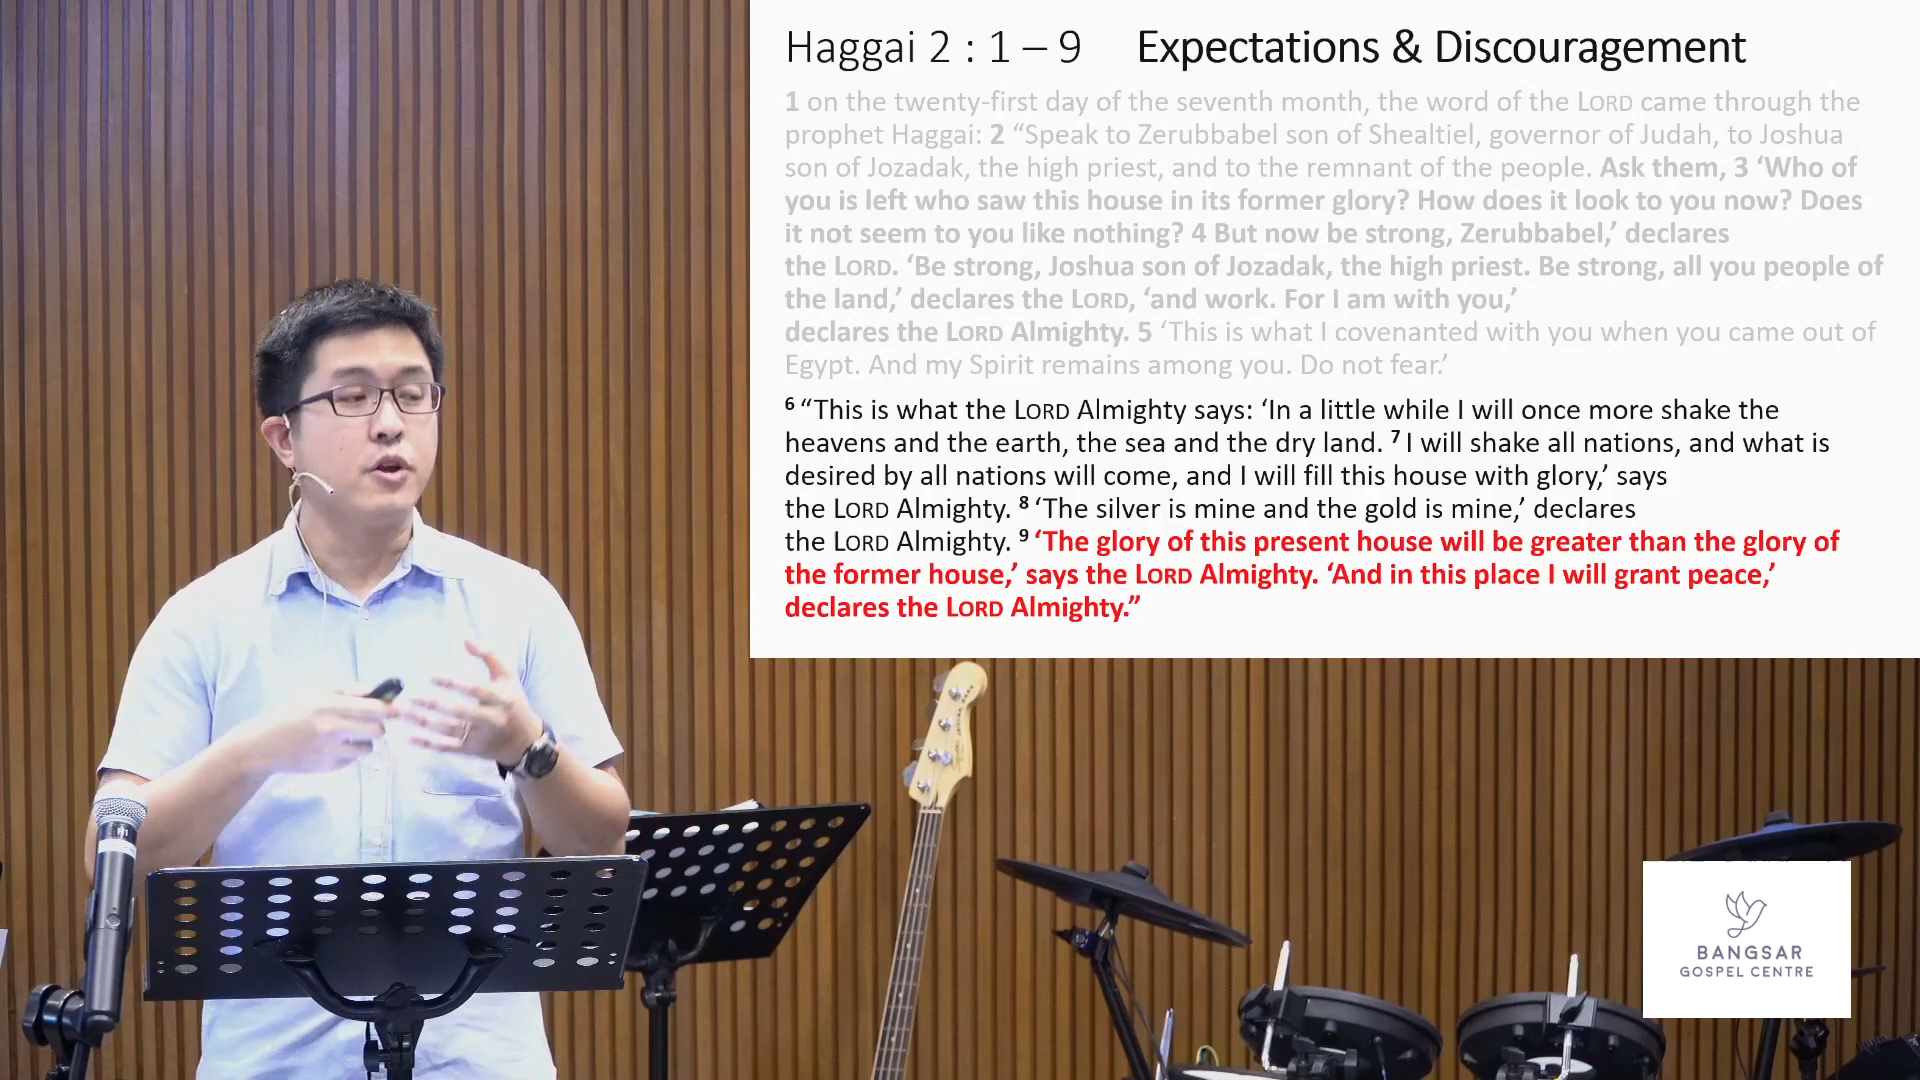 Haggai 2 : 1 – 9 Expectations & Discouragement
1 on the twenty-first day of the seventh month, the word of the LORD came through the
prophet Haggai: 2 “Speak to Zerubbabel son of Shealtiel, governor of Judah, to Joshua
son of Jozadak, the high priest, and to the remnant of the people. Ask them, 3 ‘Who of
you is left who saw this house in its former glory? How does it look to you now? Does
it not seem to you like nothing? 4 But now be strong, Zerubbabel,’ declares
the LORD. ‘Be strong, Joshua son of Jozadak, the high priest. Be strong, all you people of
the land,’ declares the LORD, ‘and work. For I am with you,’
declares the LORD Almighty. 5 ‘This is what I covenanted with you when you came out of
Egypt. And my Spirit remains among you. Do not fear.’
6 “This is what the LORD Almighty says: ‘In a little while I will once more shake the
heavens and the earth, the sea and the dry land. 7 I will shake all nations, and what is
desired by all nations will come, and I will fill this house with glory,’ says
the LORD Almighty. 8 ‘The silver is mine and the gold is mine,’ declares
the LORD Almighty. 9 ‘The glory of this present house will be greater than the glory of
the former house,’ says the LORD Almighty. ‘And in this place I will grant peace,’
declares the LORD Almighty.”
BANGSAR
GOSPEL CENTRE